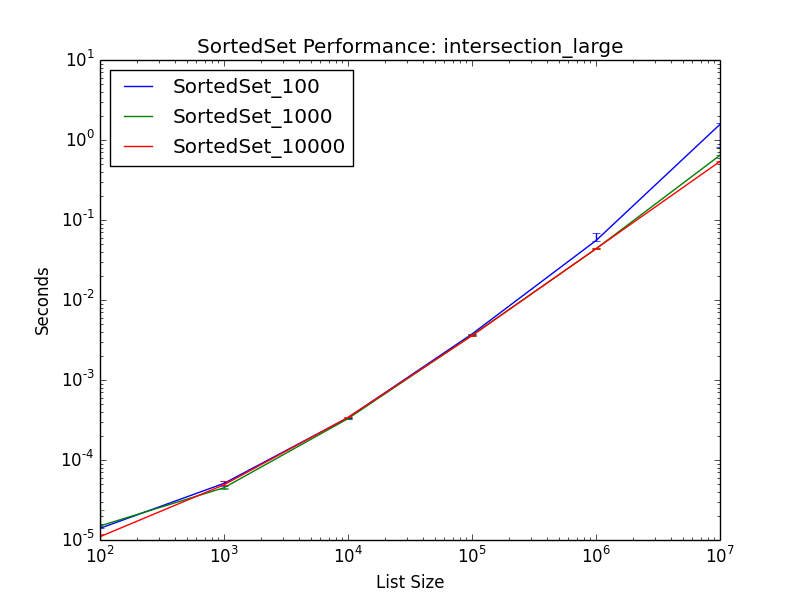 SortedSet Performance: intersection_large
10^1
10^0
10^-1
10^-2
10^-3
10^-4
10^-5
Seconds
SortedSet_100
SortedSet_1000
SortedSet_10000
10^2 10^3 10^4 10^5 10^6 10^7
List Size